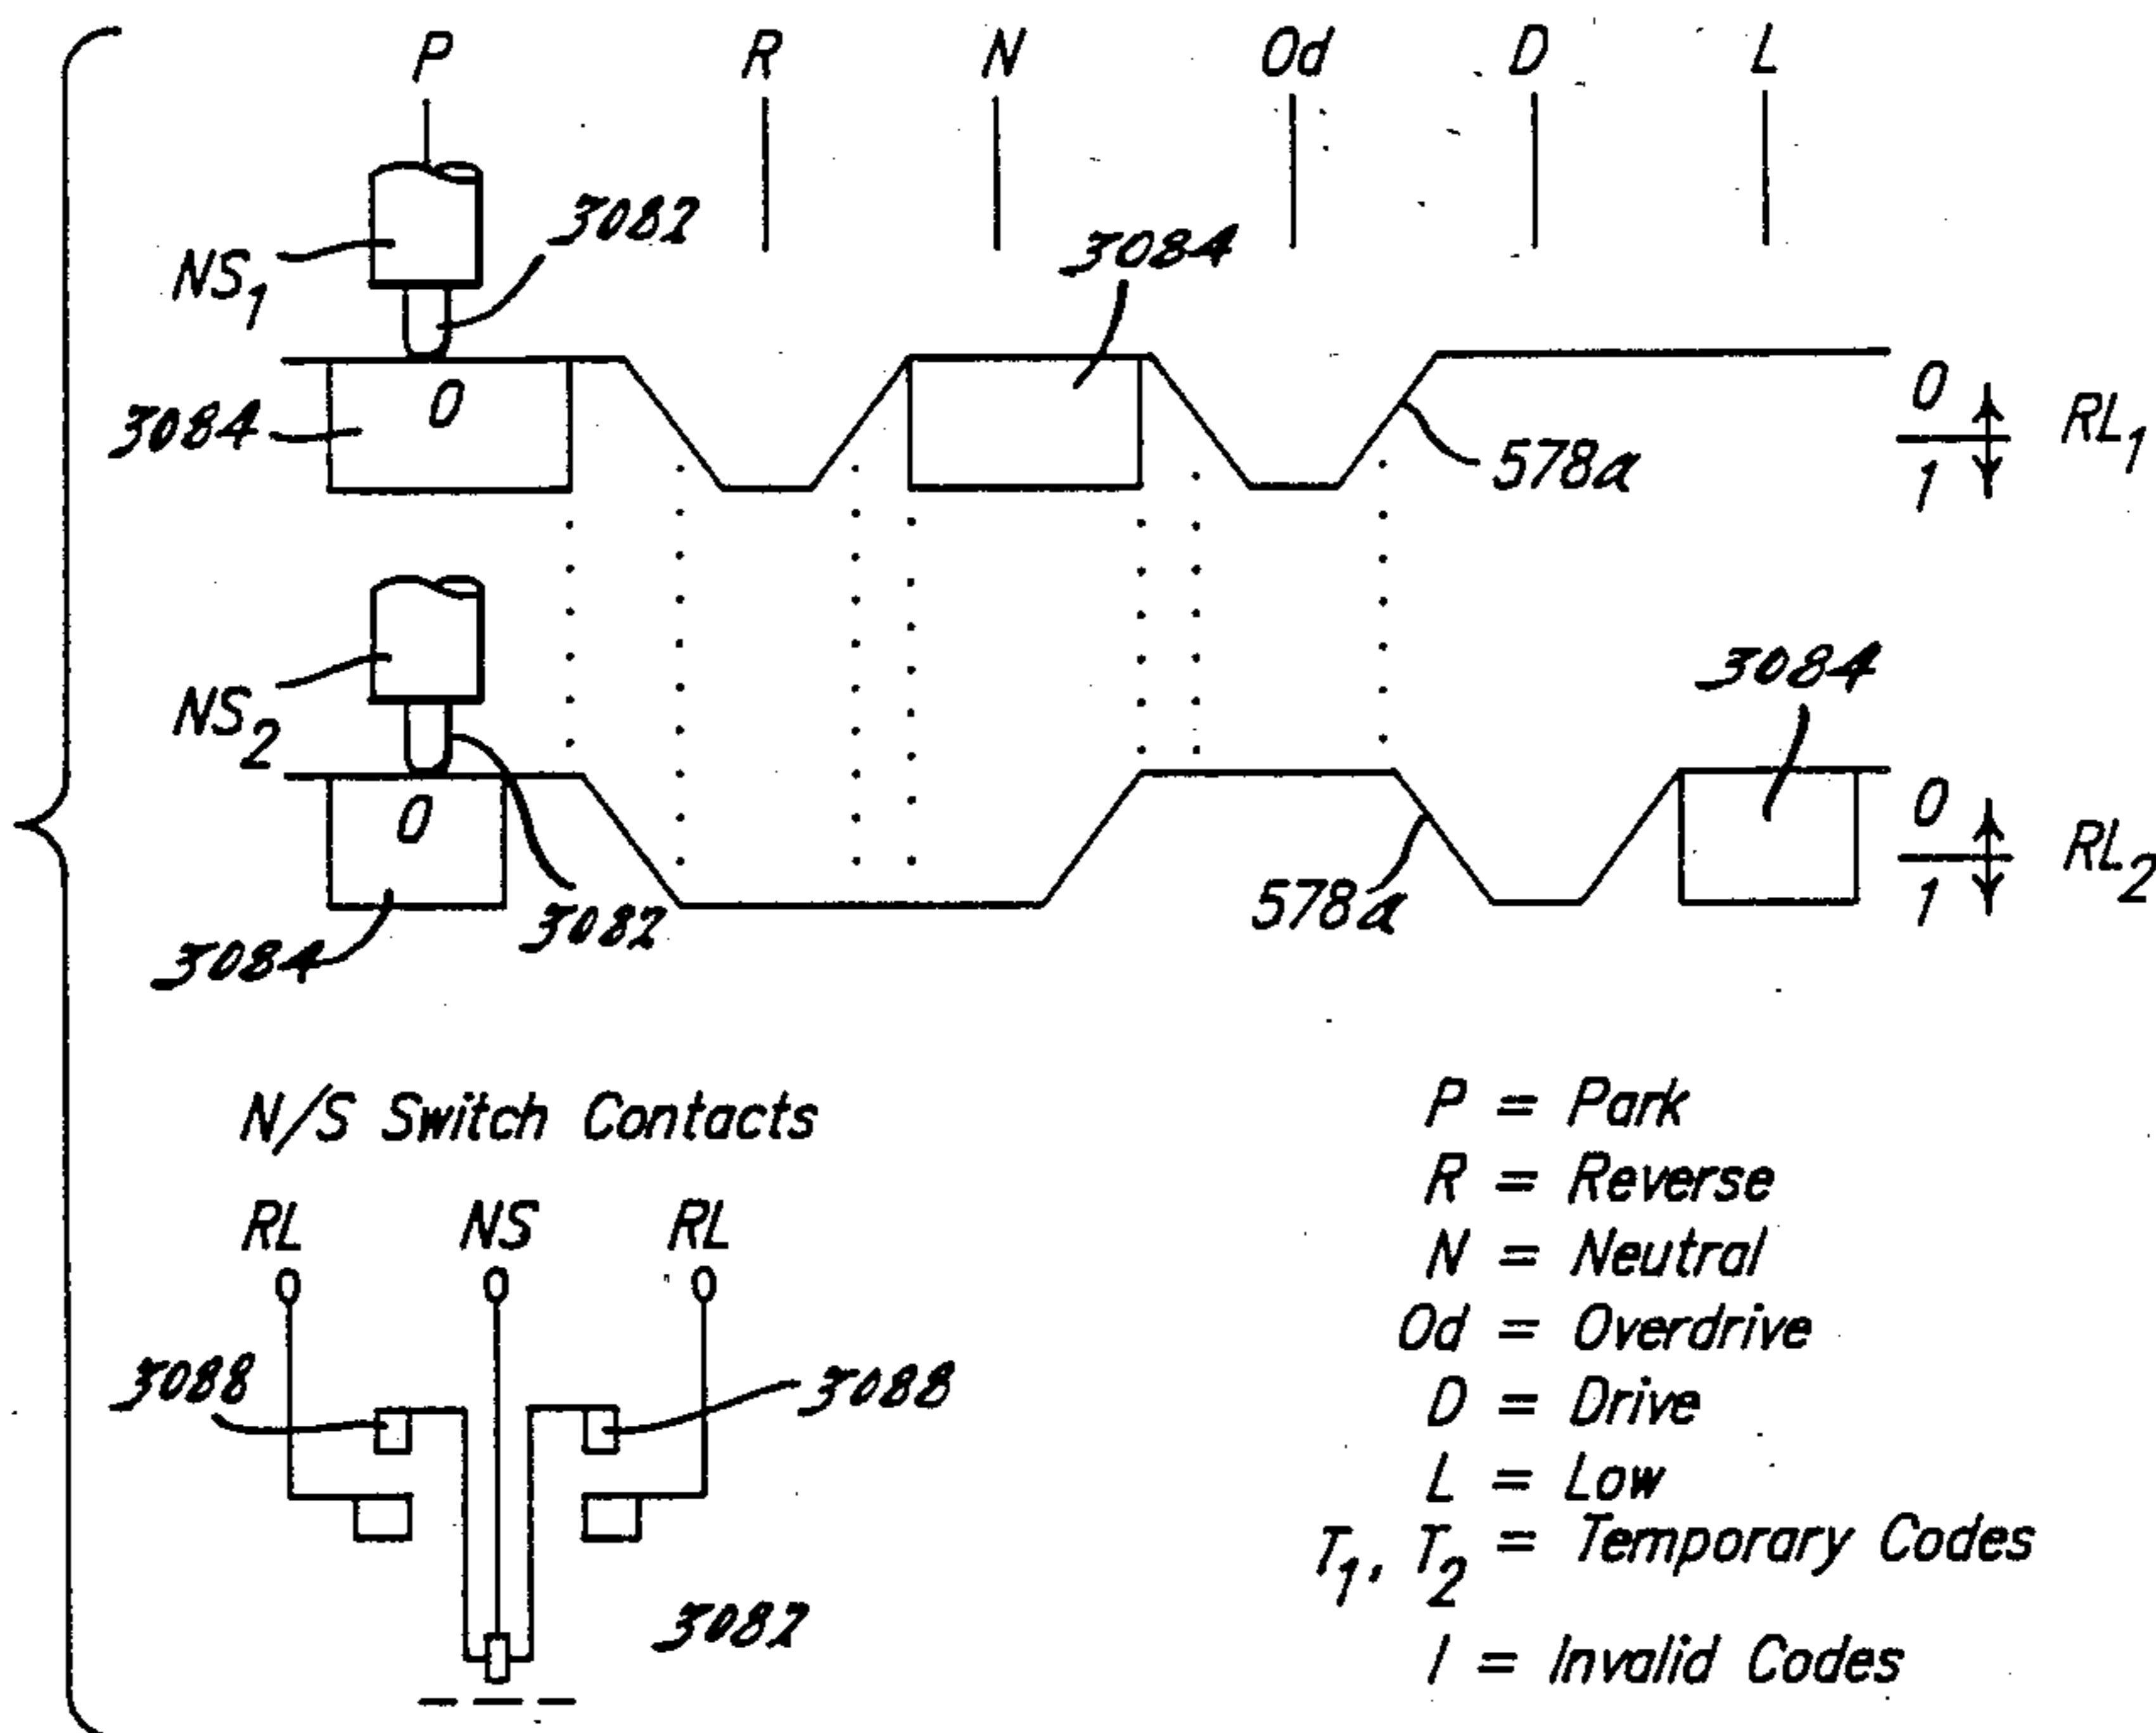 P R N Od D L
3082
NS1
3084
0
3084
578a
0
1
RL1
NS2
3084
0
3082
3084
578a
0
1
RL2
N/S Switch Contacts
RL NS RL
3088
3088
3082
P = Park
R = Reverse
N = Neutral
Od = Overdrive
D = Drive
L = Low
T1, T2 = Temporary Codes
I = Invalid Codes